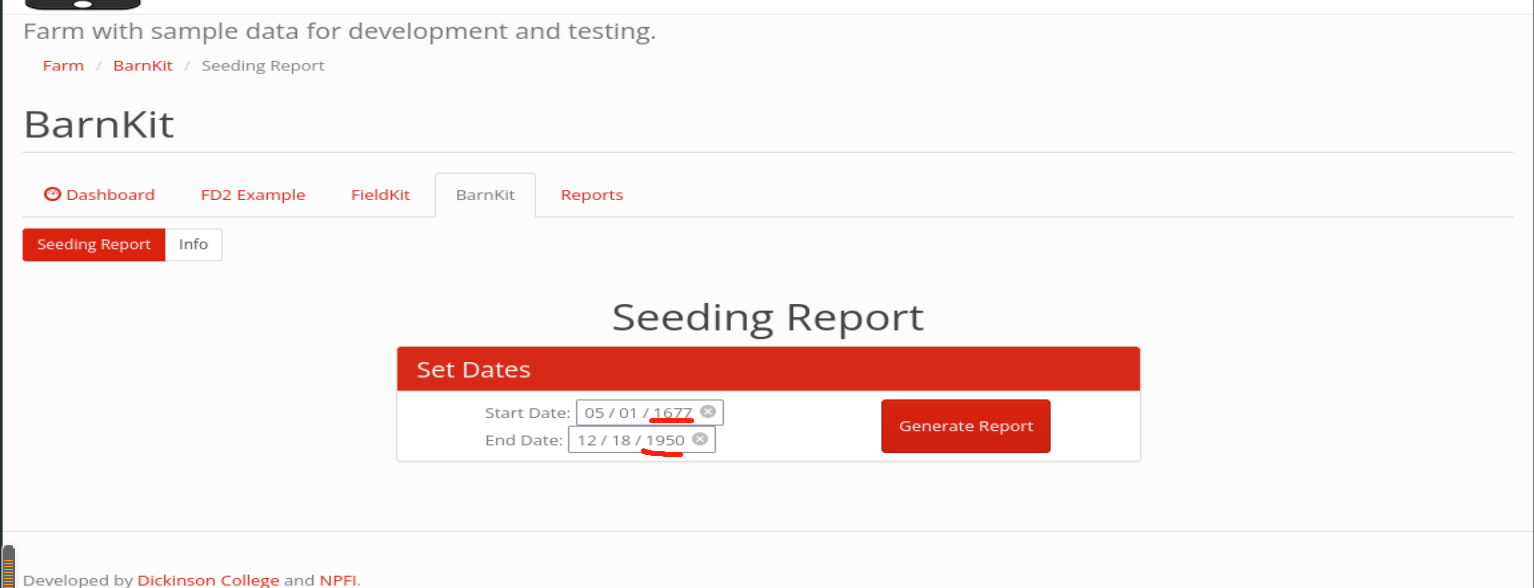 Farm with sample data for development and testing.
Farm / BarnKit / Seeding Report
BarnKit
Dashboard FD2 Example FieldKit BarnKit Reports
Seeding Report Info
Seeding Report
Set Dates
Start Date: 05 / 01 / 1677
End Date: 12 / 18 / 1950
Generate Report
Developed by Dickinson College and NPFI.